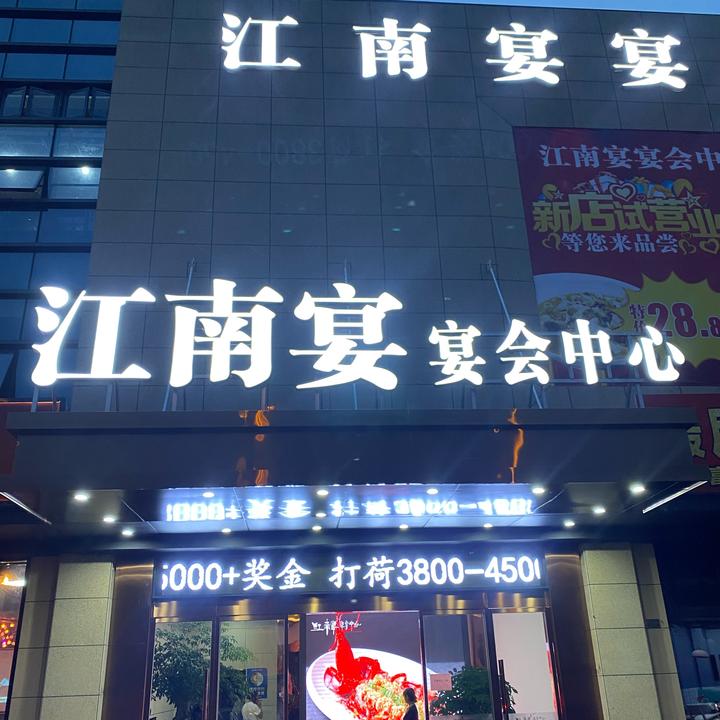 江南宴宴
江南宴宴会中
新店试营业
等您来品尝
特价28.8
江南宴 宴会中心
5000+奖金 打荷3800-450